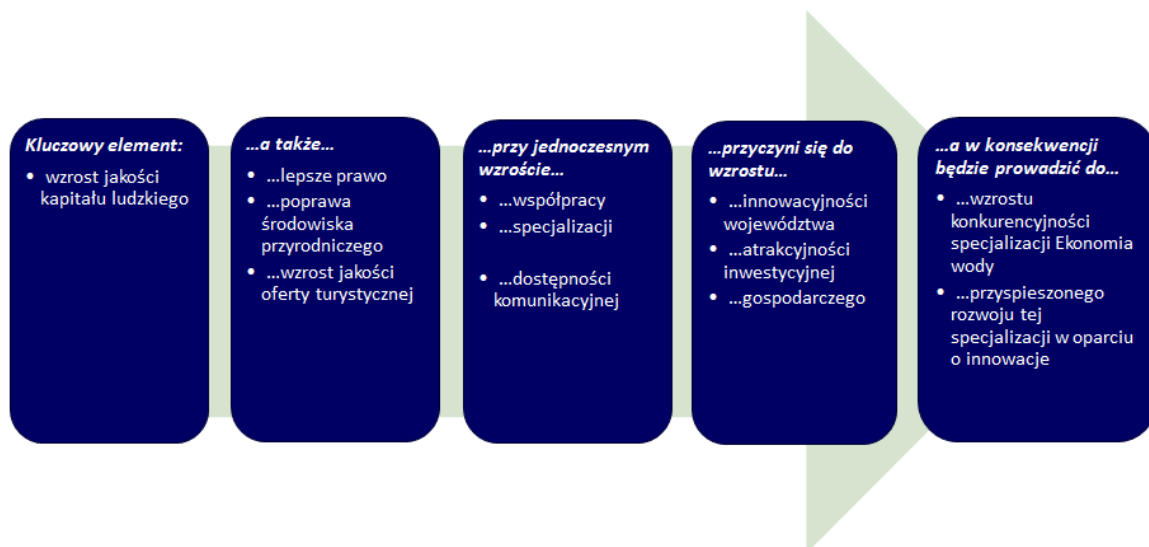 Kluczowy element:
• wzrost jakości
kapitału ludzkiego
...a także...
• ...lepsze prawo
• ...poprawa
środowiska
przyrodniczego
• ...wzrost jakości
oferty turystycznej
...przy jednoczesnym
wzroście...
• ...współpracy
• ...specjalizacji
• ...dostępności
komunikacyjnej
...przyczyni się do
wzrostu...
• ...innowacyjności
województwa
• ...atrakcyjności
inwestycyjnej
• ...gospodarczego
...a w konsekwencji
będzie prowadzić do...
• ...wzrostu
konkurencyjności
specjalizacji Ekonomia
wody
• ...przyspieszonego
rozwoju tej
specjalizacji w oparciu
o innowacje